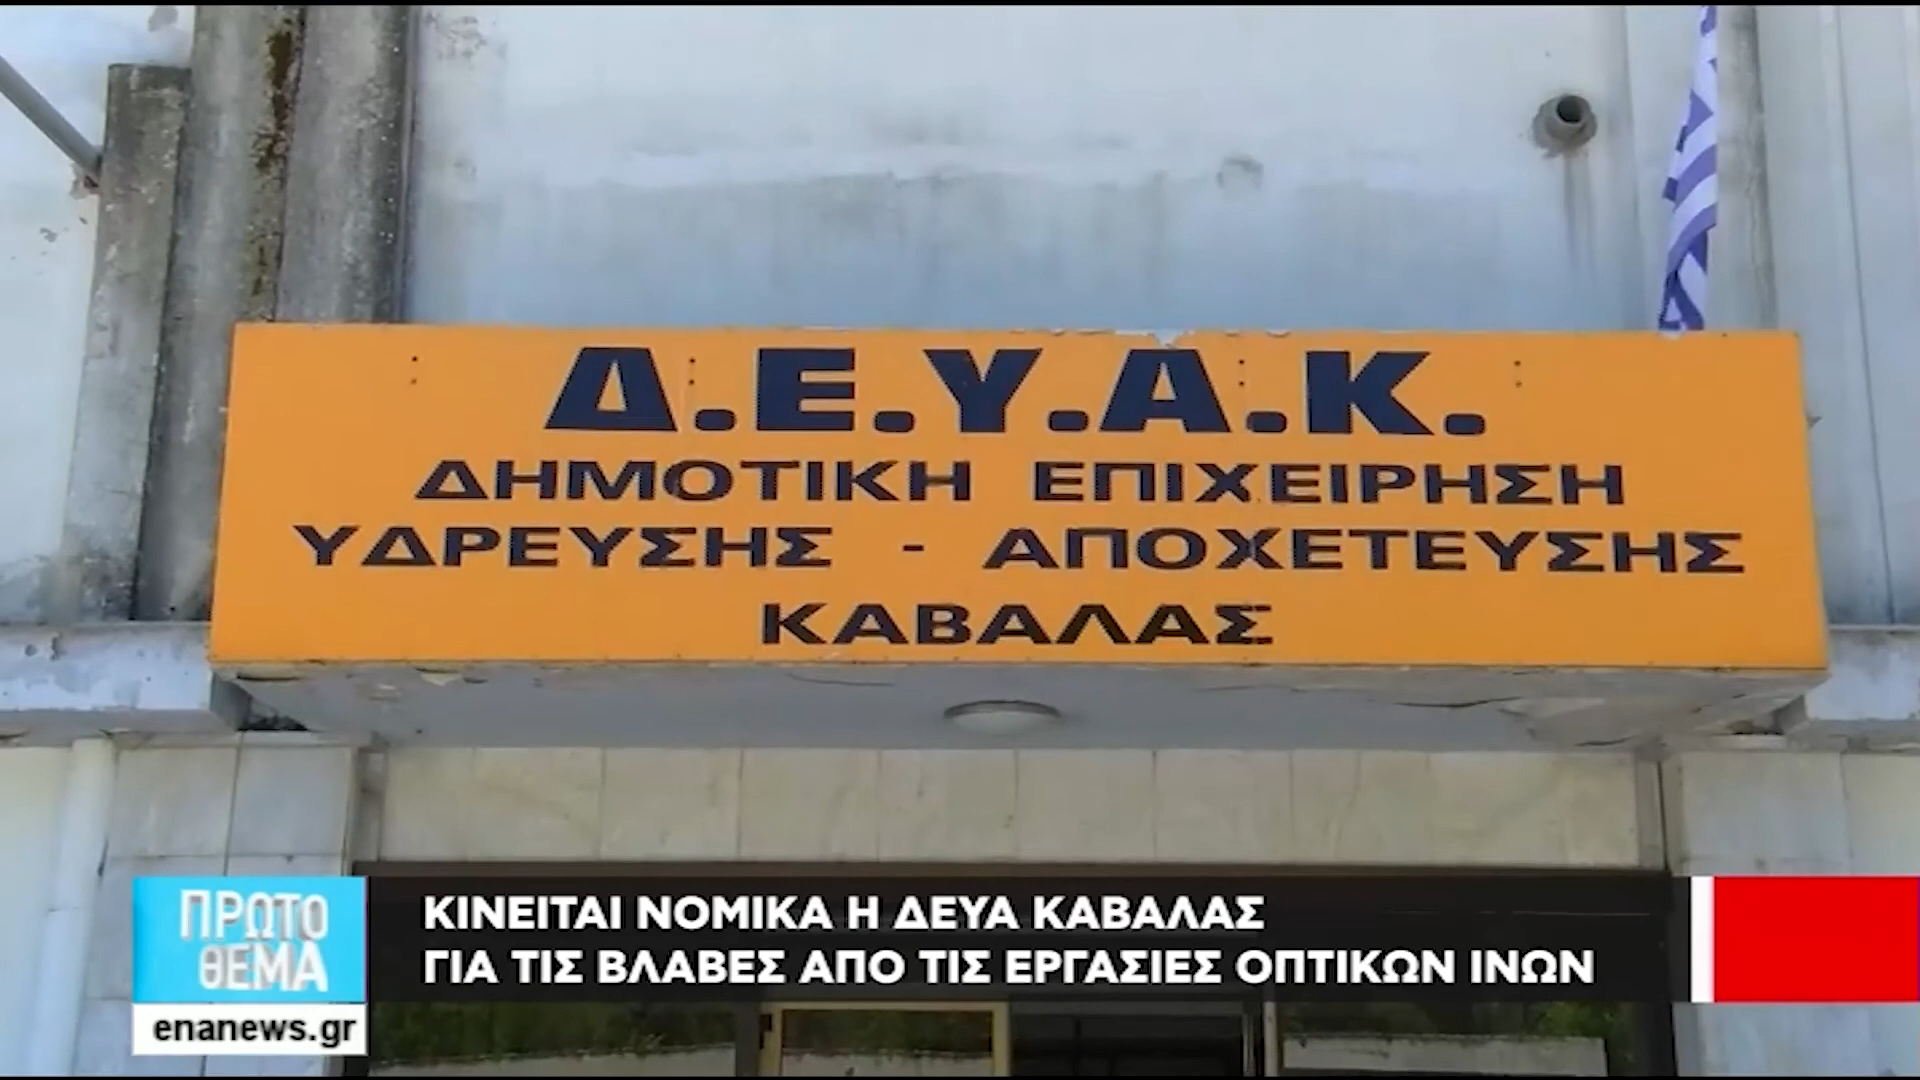 Δ.Ε.Υ.Α.Κ.
ΔΗΜΟΤΙΚΗ ΕΠΙΧΕΙΡΗΣΗ
ΥΔΡΕΥΣΗΣ - ΑΠΟΧΕΤΕΥΣΗΣ
ΚΑΒΑΛΑΣ
ΠΡΩΤΟ
ΘΕΜΑ
enanews.gr
ΚΙΝΕΙΤΑΙ ΝΟΜΙΚΑ Η ΔΕΥΑ ΚΑΒΑΛΑΣ
ΓΙΑ ΤΙΣ ΒΛΑΒΕΣ ΑΠΟ ΤΙΣ ΕΡΓΑΣΙΕΣ ΟΠΤΙΚΩΝ ΙΝΩΝ